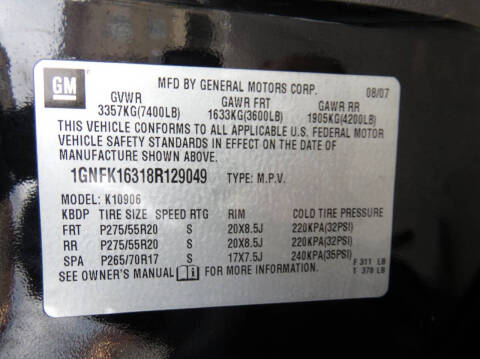 GM
MFD BY GENERAL MOTORS CORP. 08/07
GVWR GAWR FRT GAWR RR
3357KG(7400LB) 1633KG(3600LB) 1905KG(4200LB)
THIS VEHICLE CONFORMS TO ALL APPLICABLE U.S. FEDERAL MOTOR
VEHICLE SAFETY STANDARDS IN EFFECT ON THE DATE OF
MANUFACTURE SHOWN ABOVE.
1GNFK16318R129049 TYPE: M.P.V.
MODEL: K10906 COLD TIRE PRESSURE
KBDP TIRE SIZE SPEED RTG RIM
FRT P275/55R20 S 20X8.5J 220KPA(32PSI)
RR P275/55R20 S 20X8.5J 220KPA(32PSI)
SPA P265/70R17 S 17X7.5J 240KPA(35PSI)
SEE OWNER'S MANUAL FOR MORE INFORMATION.
F 311 LB
T 378 LB